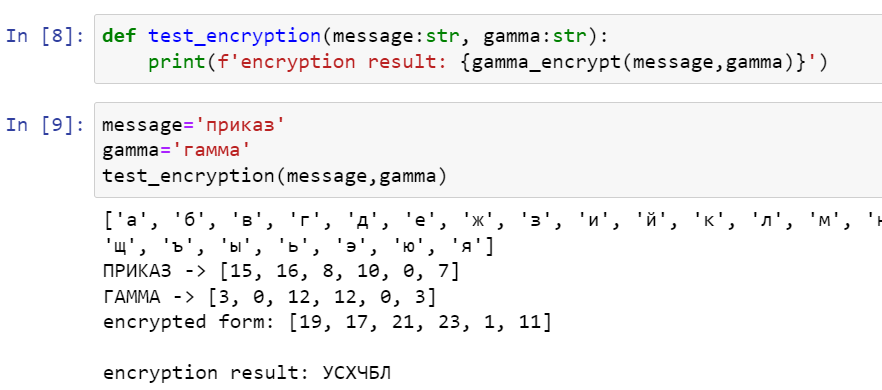 In [8]: def test_encryption(message:str, gamma:str):
print(f'encryption result: {gamma_encrypt(message,gamma)}')
In [9]: message='приказ'
gamma='гамма'
test_encryption(message,gamma)
['а', 'б', 'в', 'г', 'д', 'е', 'ж', 'з', 'и', 'й', 'к', 'л', 'м',
'щ', 'ъ', 'ы', 'ь', 'э', 'ю', 'я']
ПРИКАЗ -> [15, 16, 8, 10, 0, 7]
ГАММА -> [3, 0, 12, 12, 0, 3]
encrypted form: [19, 17, 21, 23, 1, 11]
encryption result: УСХЧБЛ